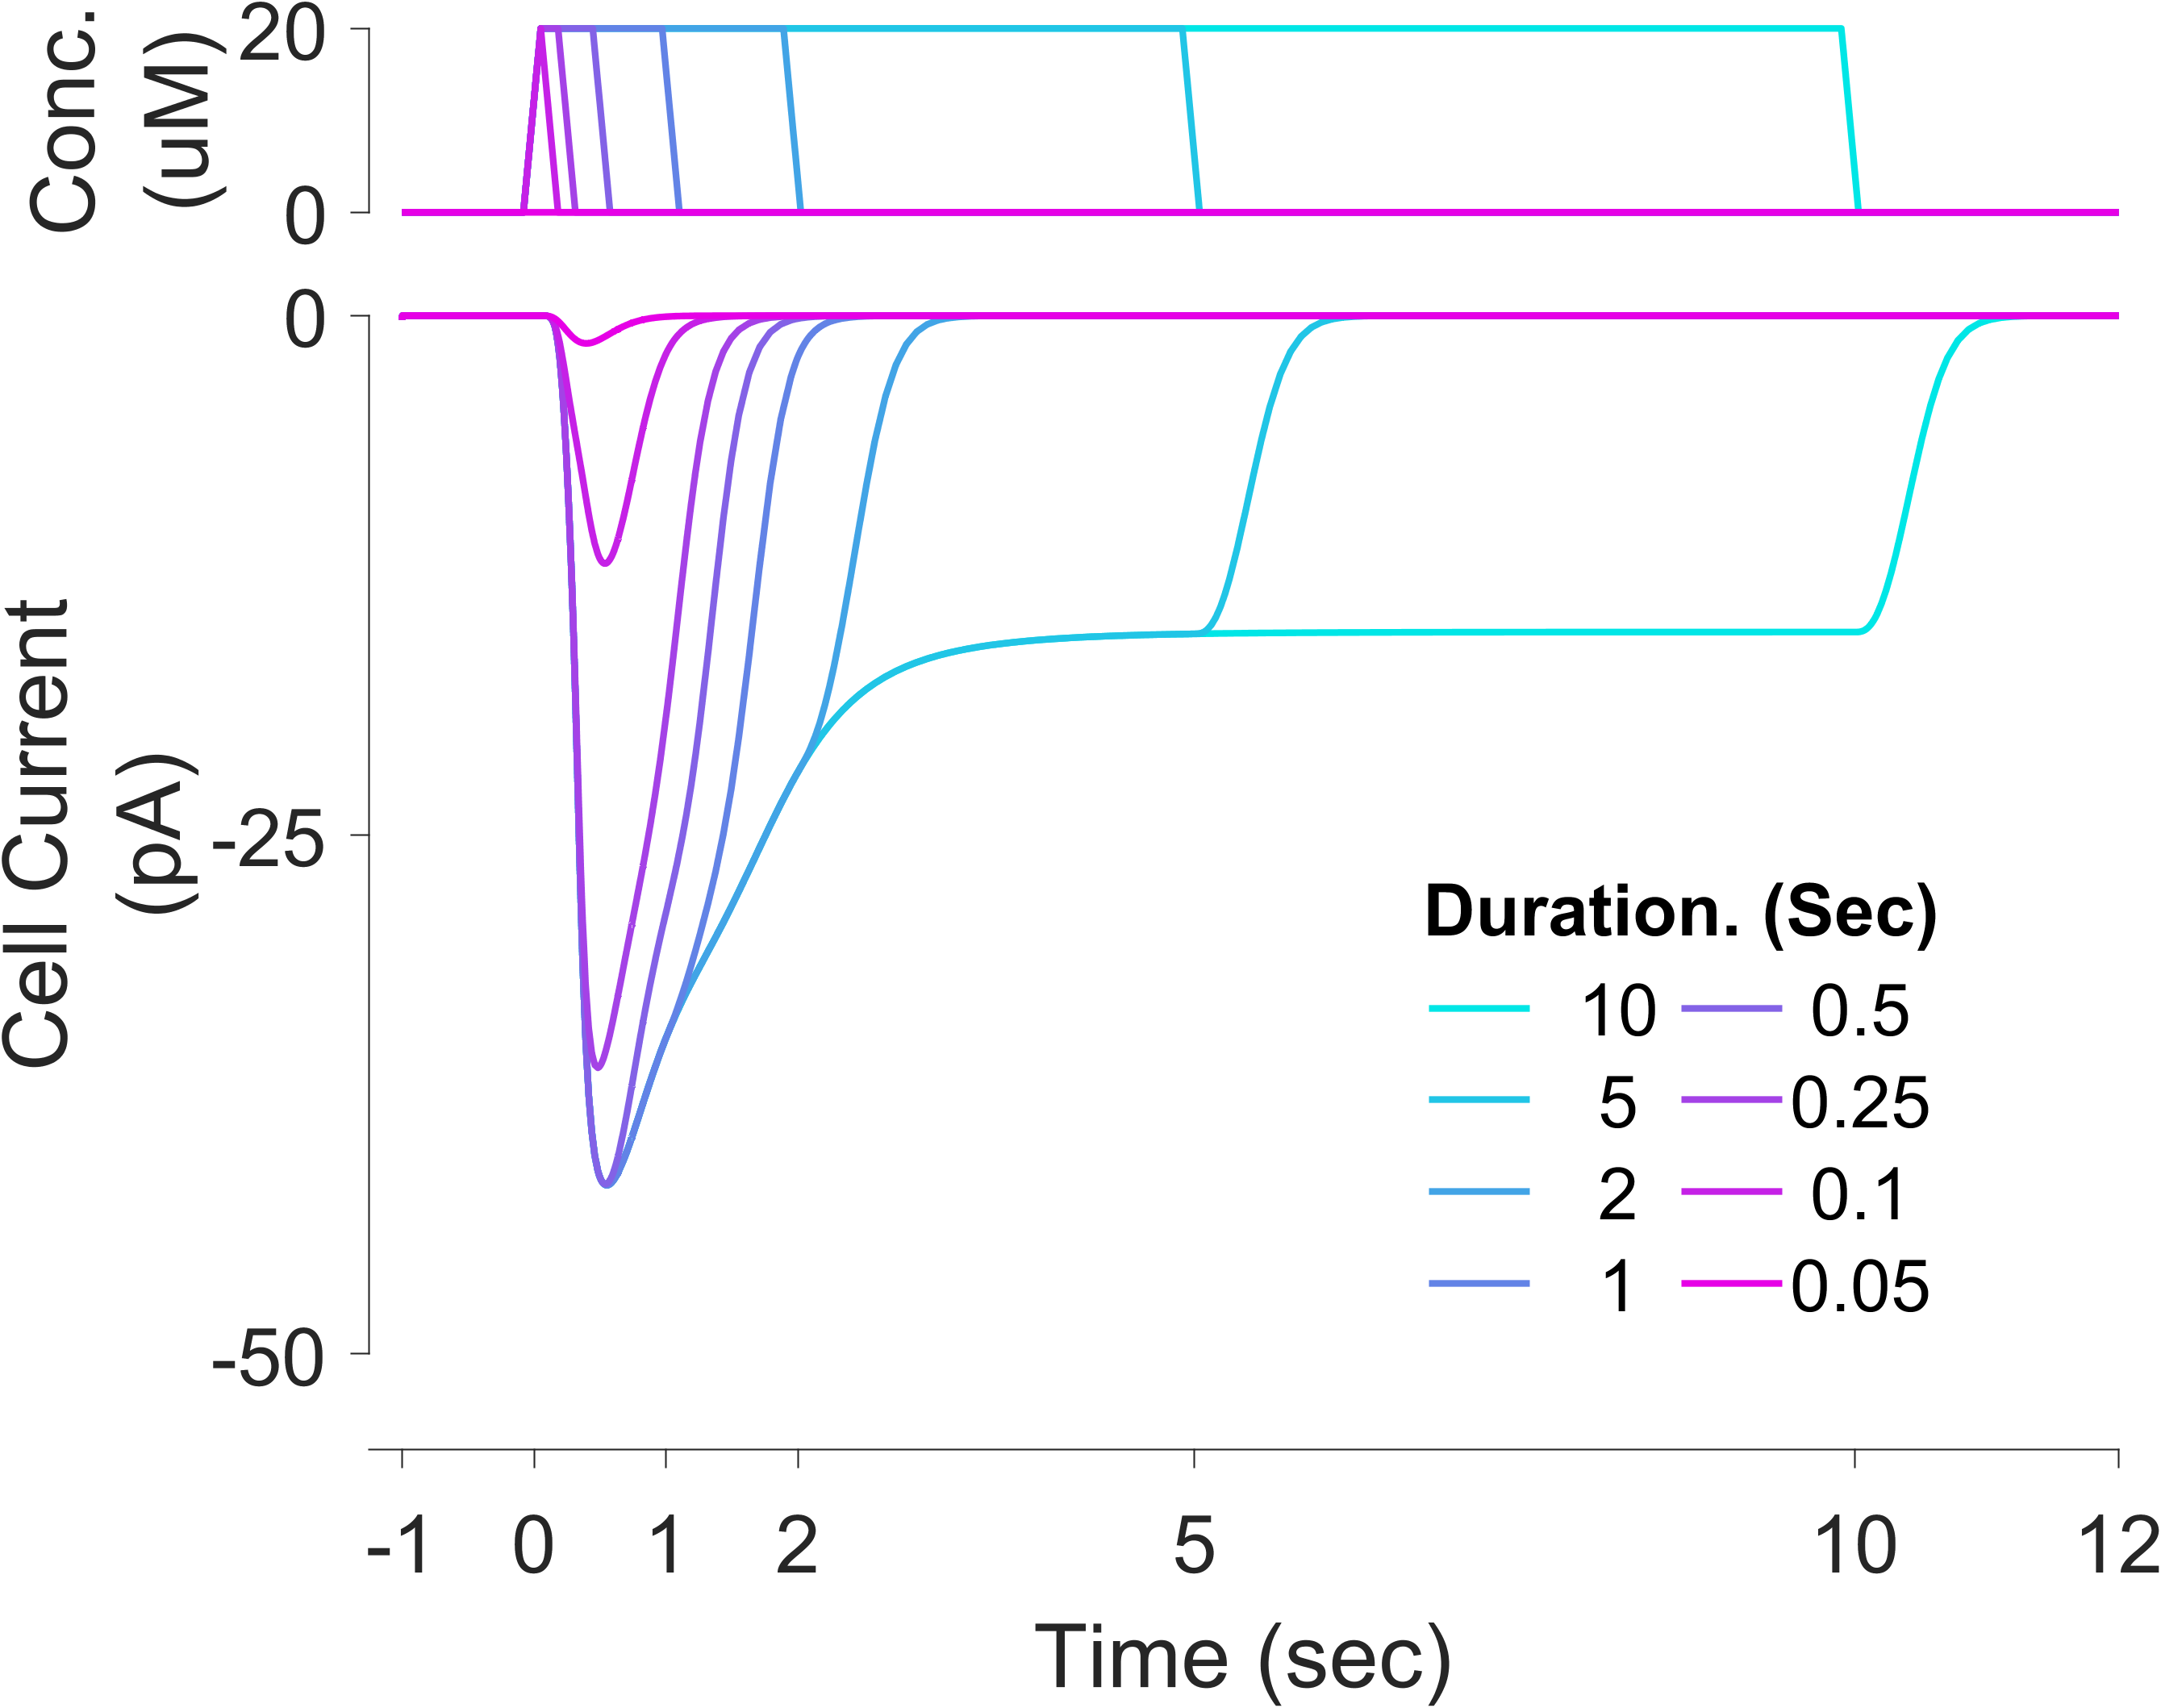 Conc.
(uM)
20
0
Cell Current
(pA)
0
-25
-50
Duration. (Sec)
10 0.5
5 0.25
2 0.1
1 0.05
-1 0 1 2 5 10 12
Time (sec)